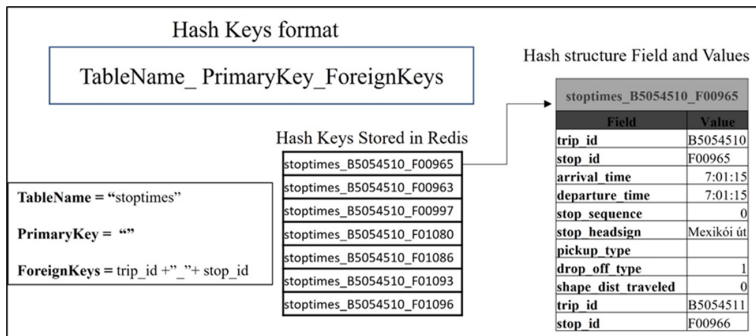 Hash Keys format
TableName_ PrimaryKey_ForeignKeys
TableName = “stoptimes”
PrimaryKey = “”
ForeignKeys = trip_id +”_”+ stop_id
Hash Keys Stored in Redis
stoptimes_B5054510_F00965
stoptimes_B5054510_F00963
stoptimes_B5054510_F00997
stoptimes_B5054510_F01080
stoptimes_B5054510_F01086
stoptimes_B5054510_F01093
stoptimes_B5054510_F01096
Hash structure Field and Values
stoptimes_B5054510_F00965
Field Value
trip_id B5054510
stop_id F00965
arrival_time 7:01:15
departure_time 7:01:15
stop_sequence 0
stop_headsign Mexikói út
pickup_type
drop_off_type 1
shape_dist_traveled 0
trip_id B5054511
stop_id F00966